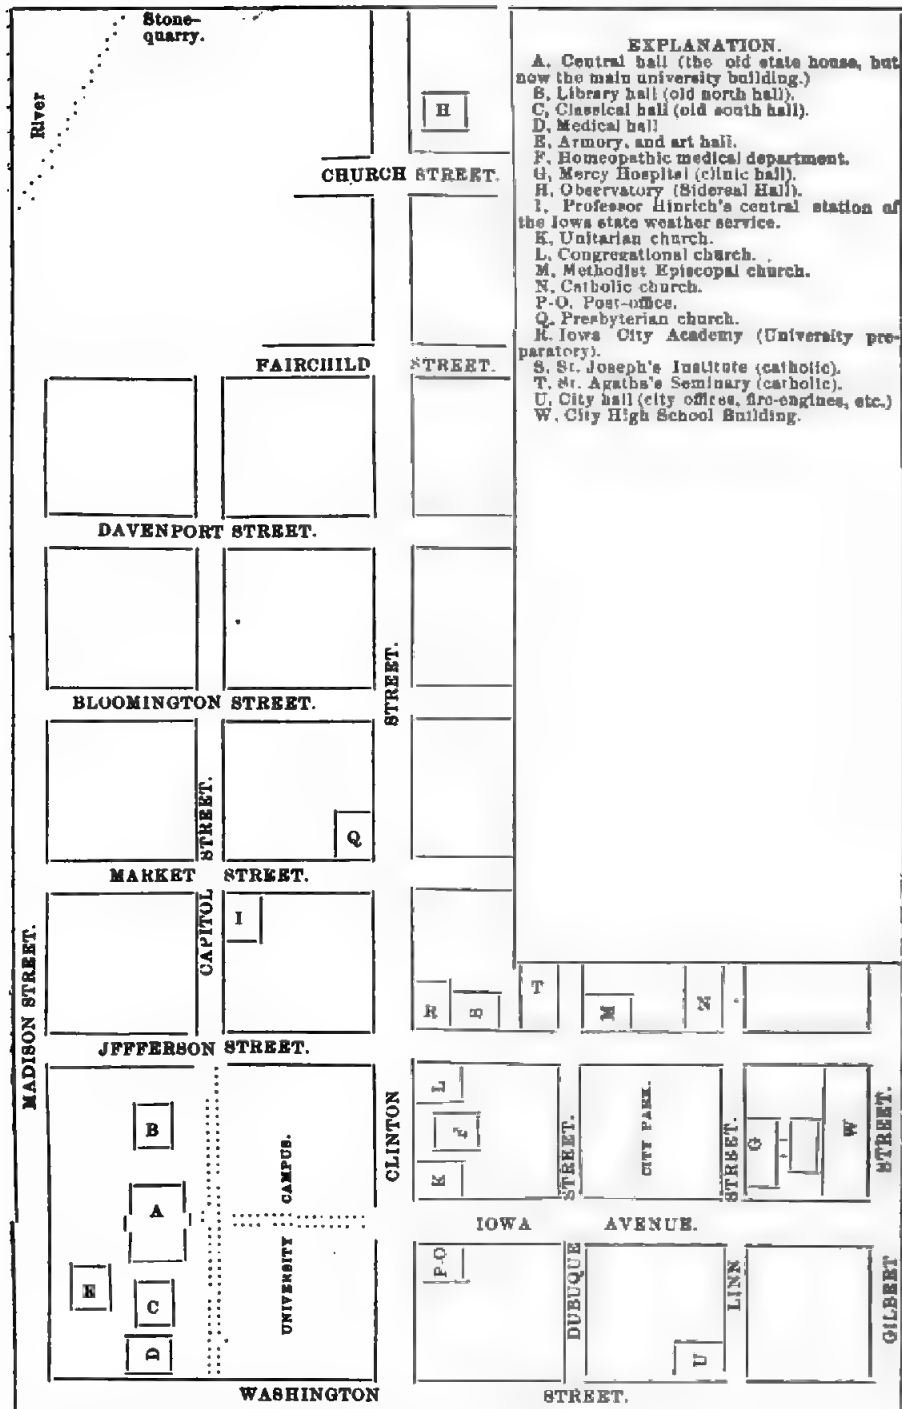 Stone-
quarry.
River
EXPLANATION.
A, Central hall (the old state house, but
now the main university building.)
B, Library hall (old north hall).
C, Classical hall (old south hall).
D, Medical hall
E, Armory, and art hall.
F, Homeopathic medical department.
G, Mercy Hospital (clinic hall).
H, Observatory (Sidereal Hall).
I, Professor Hinrich's central station of
the Iowa state weather service.
K, Unitarian church.
L, Congregational church.
M, Methodist Episcopal church.
N, Catholic church.
P-O, Post-office.
Q, Presbyterian church.
R. Iowa City Academy (University pre-
paratory).
S, St. Joseph's Institute (catholic).
T, St. Agatha's Seminary (catholic).
U, City hall (city offices, fire-engines, etc.)
W, City High School Building.
H
CHURCH STREET.
FAIRCHILD STREET.
DAVENPORT STREET.
BLOOMINGTON STREET.
STREET.
STREET.
Q
MARKET STREET.
CAPITOL
I
MADISON STREET.
R
S
T
M
N
JFFFERSON STREET.
CLINTON
B
A
E
C
D
UNIVERSITY CAMPUS.
L
K
STREET.
CITY PARK.
STREET.
G
W
STREET.
IOWA AVENUE.
P-O
DUBUQUE
LINN
U
GILBERT
WASHINGTON STREET.